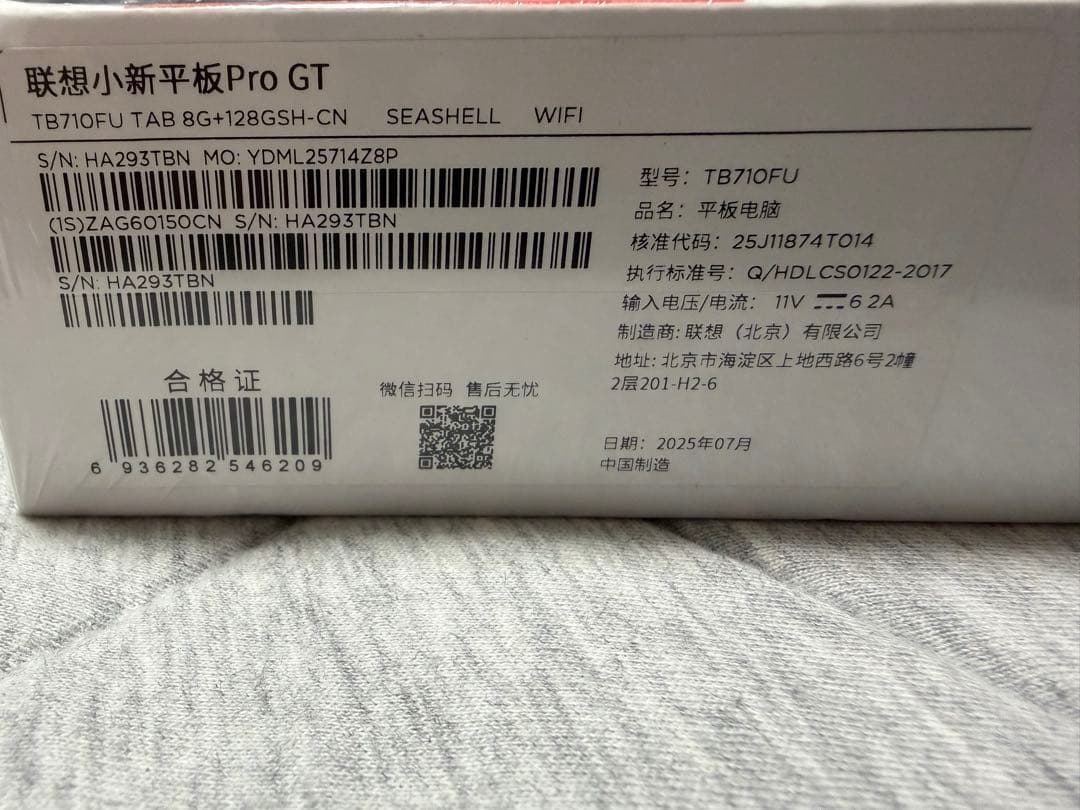 联想小新平板Pro GT
TB710FU TAB 8G+128GSH-CN SEASHELL WIFI
S/N: HA293TBN MO: YDML25714Z8P
(1S)ZAG60150CN S/N: HA293TBN
S/N: HA293TBN
合格证
6 936282 546209
微信扫码 售后无忧
型号: TB710FU
品名: 平板电脑
核准代码: 25J11874T014
执行标准号: Q/HDLCS0122-2017
输入电压/电流: 11V ⎓6 2A
制造商: 联想（北京）有限公司
地址: 北京市海淀区上地西路6号2幢
2层201-H2-6
日期: 2025年07月
中国制造